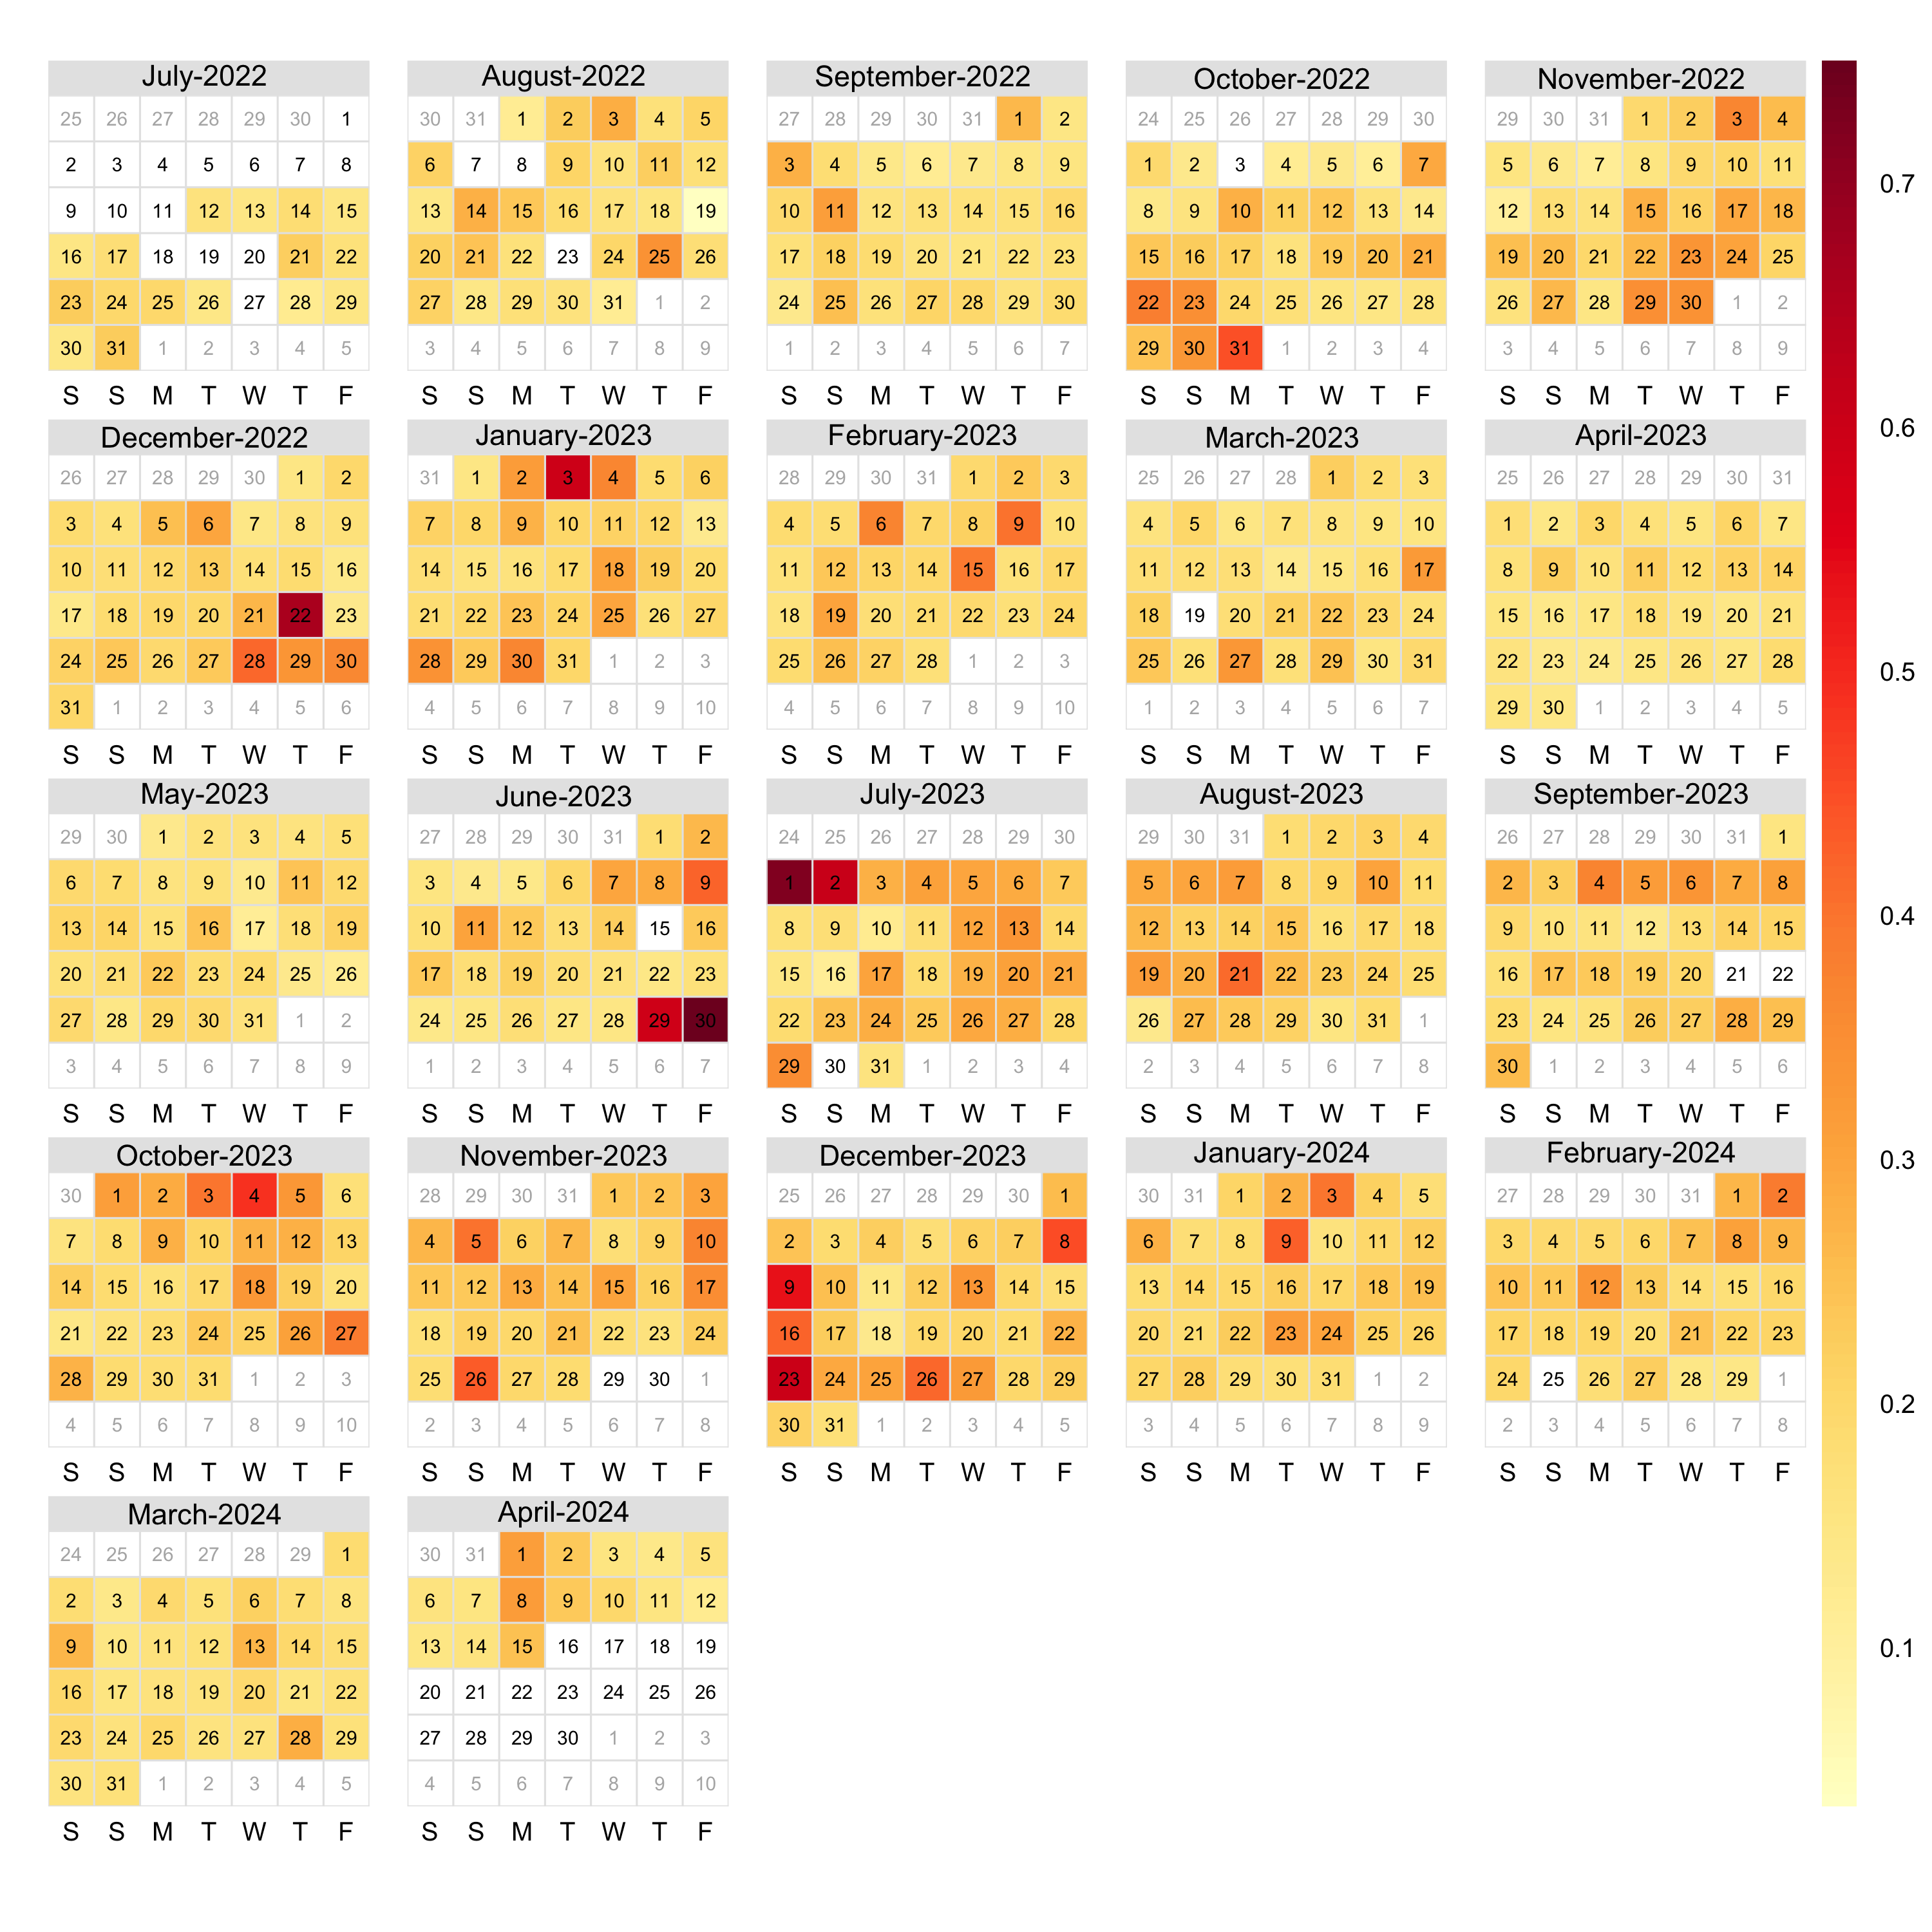 July-2022 August-2022 September-2022 October-2022 November-2022
25 26 27 28 29 30 1 30 31 1 2 3 4 5 27 28 29 30 31 1 2 24 25 26 27 28 29 30 29 30 31 1 2 3 4
2 3 4 5 6 7 8 6 7 8 9 10 11 12 3 4 5 6 7 8 9 1 2 3 4 5 6 7 5 6 7 8 9 10 11
0.7
9 10 11 12 13 14 15 13 14 15 16 17 18 19 10 11 12 13 14 15 16 8 9 10 11 12 13 14 12 13 14 15 16 17 18
16 17 18 19 20 21 22 20 21 22 23 24 25 26 17 18 19 20 21 22 23 15 16 17 18 19 20 21 19 20 21 22 23 24 25
23 24 25 26 27 28 29 27 28 29 30 31 1 2 24 25 26 27 28 29 30 22 23 24 25 26 27 28 26 27 28 29 30 1 2
30 31 1 2 3 4 5 3 4 5 6 7 8 9 1 2 3 4 5 6 7 29 30 31 1 2 3 4 3 4 5 6 7 8 9
S S M T W T F S S M T W T F S S M T W T F S S M T W T F S S M T W T F
0.6
December-2022 January-2023 February-2023 March-2023 April-2023
26 27 28 29 30 1 2 31 1 2 3 4 5 6 28 29 30 31 1 2 3 25 26 27 28 1 2 3 25 26 27 28 29 30 31
3 4 5 6 7 8 9 7 8 9 10 11 12 13 4 5 6 7 8 9 10 4 5 6 7 8 9 10 1 2 3 4 5 6 7
10 11 12 13 14 15 16 14 15 16 17 18 19 20 11 12 13 14 15 16 17 11 12 13 14 15 16 17 8 9 10 11 12 13 14
17 18 19 20 21 22 23 21 22 23 24 25 26 27 18 19 20 21 22 23 24 18 19 20 21 22 23 24 15 16 17 18 19 20 21
24 25 26 27 28 29 30 28 29 30 31 1 2 3 25 26 27 28 1 2 3 25 26 27 28 29 30 31 22 23 24 25 26 27 28
0.5
31 1 2 3 4 5 6 4 5 6 7 8 9 10 4 5 6 7 8 9 10 1 2 3 4 5 6 7 29 30 1 2 3 4 5
S S M T W T F S S M T W T F S S M T W T F S S M T W T F S S M T W T F
May-2023 June-2023 July-2023 August-2023 September-2023
29 30 1 2 3 4 5 27 28 29 30 31 1 2 24 25 26 27 28 29 30 29 30 31 1 2 3 4 26 27 28 29 30 31 1
6 7 8 9 10 11 12 3 4 5 6 7 8 9 1 2 3 4 5 6 7 5 6 7 8 9 10 11 2 3 4 5 6 7 8
0.4
13 14 15 16 17 18 19 10 11 12 13 14 15 16 8 9 10 11 12 13 14 12 13 14 15 16 17 18 9 10 11 12 13 14 15
20 21 22 23 24 25 26 17 18 19 20 21 22 23 15 16 17 18 19 20 21 19 20 21 22 23 24 25 16 17 18 19 20 21 22
27 28 29 30 31 1 2 24 25 26 27 28 29 30 22 23 24 25 26 27 28 26 27 28 29 30 31 1 23 24 25 26 27 28 29
3 4 5 6 7 8 9 1 2 3 4 5 6 7 29 30 31 1 2 3 4 2 3 4 5 6 7 8 30 1 2 3 4 5 6
S S M T W T F S S M T W T F S S M T W T F S S M T W T F S S M T W T F
October-2023 November-2023 December-2023 January-2024 February-2024
0.3
30 1 2 3 4 5 6 28 29 30 31 1 2 3 25 26 27 28 29 30 1 30 31 1 2 3 4 5 27 28 29 30 31 1 2
7 8 9 10 11 12 13 4 5 6 7 8 9 10 2 3 4 5 6 7 8 6 7 8 9 10 11 12 3 4 5 6 7 8 9
14 15 16 17 18 19 20 11 12 13 14 15 16 17 9 10 11 12 13 14 15 13 14 15 16 17 18 19 10 11 12 13 14 15 16
21 22 23 24 25 26 27 18 19 20 21 22 23 24 16 17 18 19 20 21 22 20 21 22 23 24 25 26 17 18 19 20 21 22 23
28 29 30 31 1 2 3 25 26 27 28 29 30 1 23 24 25 26 27 28 29 27 28 29 30 31 1 2 24 25 26 27 28 29 1
0.2
4 5 6 7 8 9 10 2 3 4 5 6 7 8 30 31 1 2 3 4 5 3 4 5 6 7 8 9 2 3 4 5 6 7 8
S S M T W T F S S M T W T F S S M T W T F S S M T W T F S S M T W T F
March-2024 April-2024
24 25 26 27 28 29 1 30 31 1 2 3 4 5
2 3 4 5 6 7 8 6 7 8 9 10 11 12
9 10 11 12 13 14 15 13 14 15 16 17 18 19
0.1
16 17 18 19 20 21 22 20 21 22 23 24 25 26
23 24 25 26 27 28 29 27 28 29 30 1 2 3
30 31 1 2 3 4 5 4 5 6 7 8 9 10
S S M T W T F S S M T W T F